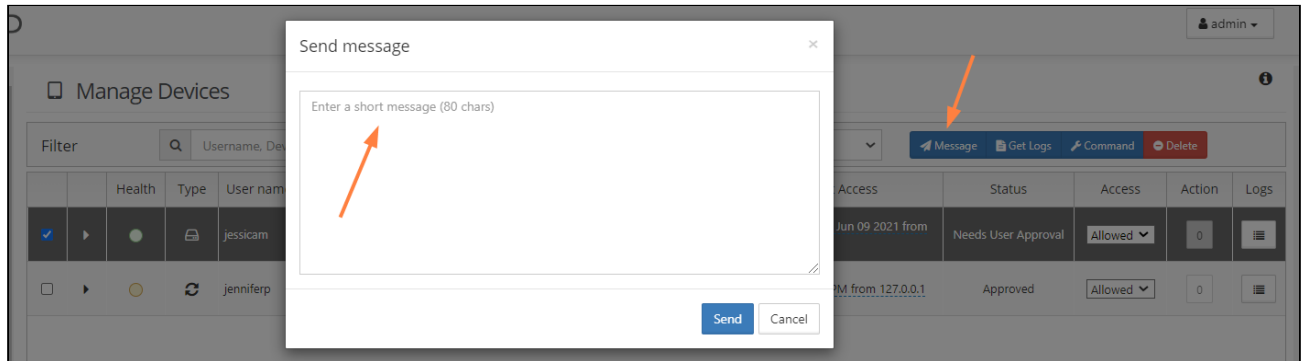 admin
Send message
×
Manage Devices
Enter a short message (80 chars)
Filter
Username, Dev
Message Get Logs Command Delete
Health Type User nam Access Status Access Action Logs
jessicam Jun 09 2021 from Needs User Approval Allowed 0
jenniferp PM from 127.0.0.1 Approved Allowed 0
Send Cancel